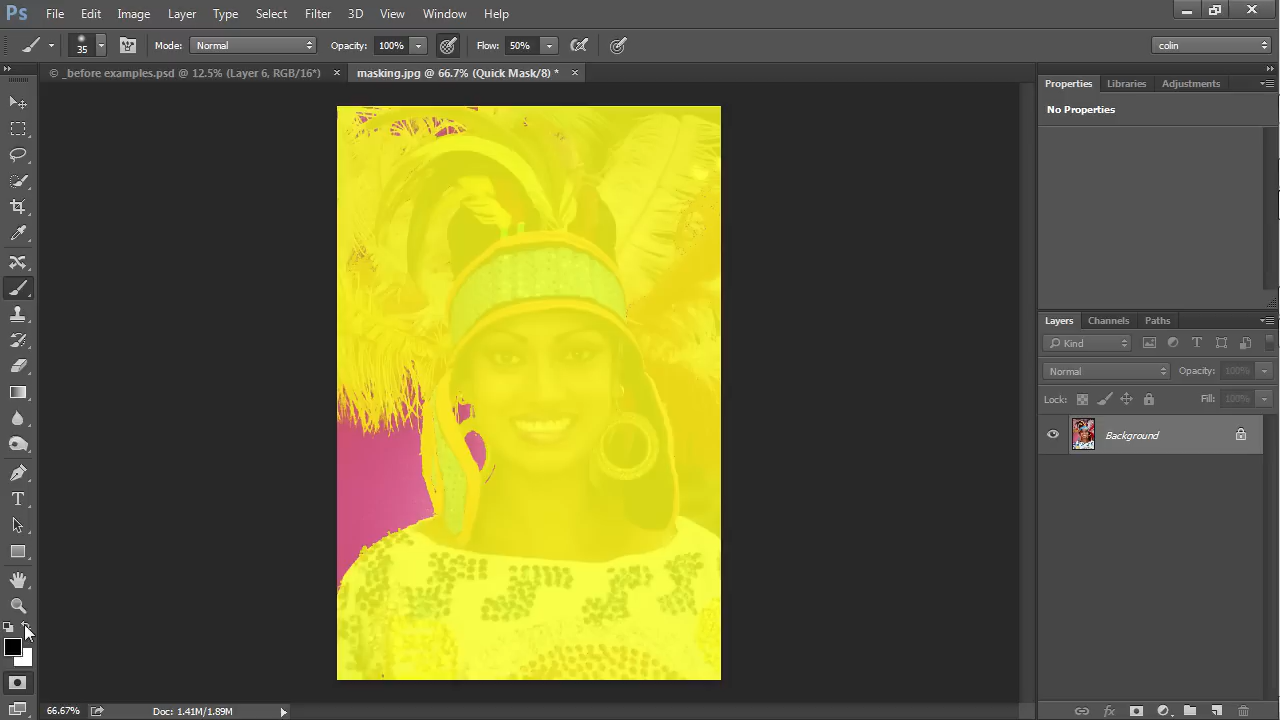 Ps File Edit Image Layer Type Select Filter 3D View Window Help
35 Mode: Normal Opacity: 100% Flow: 50% colin
© _before examples.psd @ 12.5% (Layer 6, RGB/16*) × masking.jpg @ 66.7% (Quick Mask/8) * ×
Properties Libraries Adjustments
No Properties
Layers Channels Paths
Kind T
Normal Opacity: 100%
Lock: Fill: 100%
Background
T
66.67% Doc: 1.41M/1.89M fx